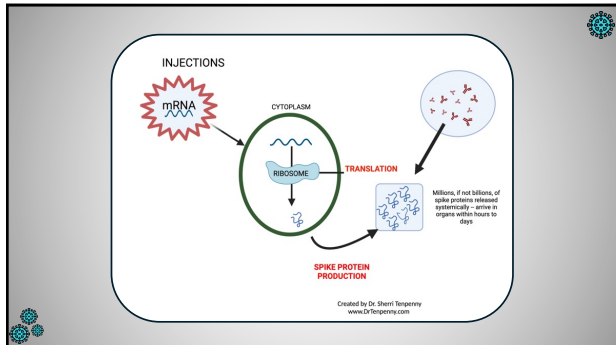 INJECTIONS
mRNA
CYTOPLASM
RIBOSOME
TRANSLATION
Millions, if not billions, of
spike proteins released
systemically – arrive in
organs within hours to
days
SPIKE PROTEIN
PRODUCTION
Created by Dr. Sherri Tenpenny
www.DrTenpenny.com